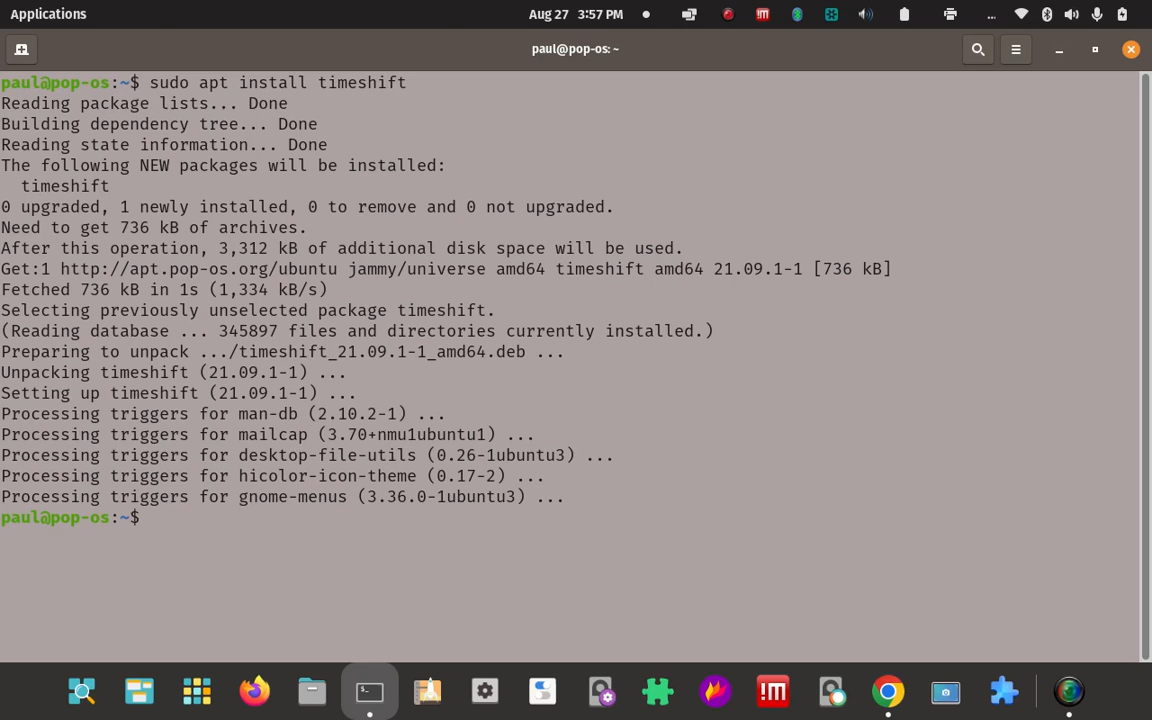 Applications
Aug 27 3:57 PM
...
paul@pop-os: ~
paul@pop-os:~$ sudo apt install timeshift
Reading package lists... Done
Building dependency tree... Done
Reading state information... Done
The following NEW packages will be installed:
  timeshift
0 upgraded, 1 newly installed, 0 to remove and 0 not upgraded.
Need to get 736 kB of archives.
After this operation, 3,312 kB of additional disk space will be used.
Get:1 http://apt.pop-os.org/ubuntu jammy/universe amd64 timeshift amd64 21.09.1-1 [736 kB]
Fetched 736 kB in 1s (1,334 kB/s)
Selecting previously unselected package timeshift.
(Reading database ... 345897 files and directories currently installed.)
Preparing to unpack .../timeshift_21.09.1-1_amd64.deb ...
Unpacking timeshift (21.09.1-1) ...
Setting up timeshift (21.09.1-1) ...
Processing triggers for man-db (2.10.2-1) ...
Processing triggers for mailcap (3.70+nmu1ubuntu1) ...
Processing triggers for desktop-file-utils (0.26-1ubuntu3) ...
Processing triggers for hicolor-icon-theme (0.17-2) ...
Processing triggers for gnome-menus (3.36.0-1ubuntu3) ...
paul@pop-os:~$